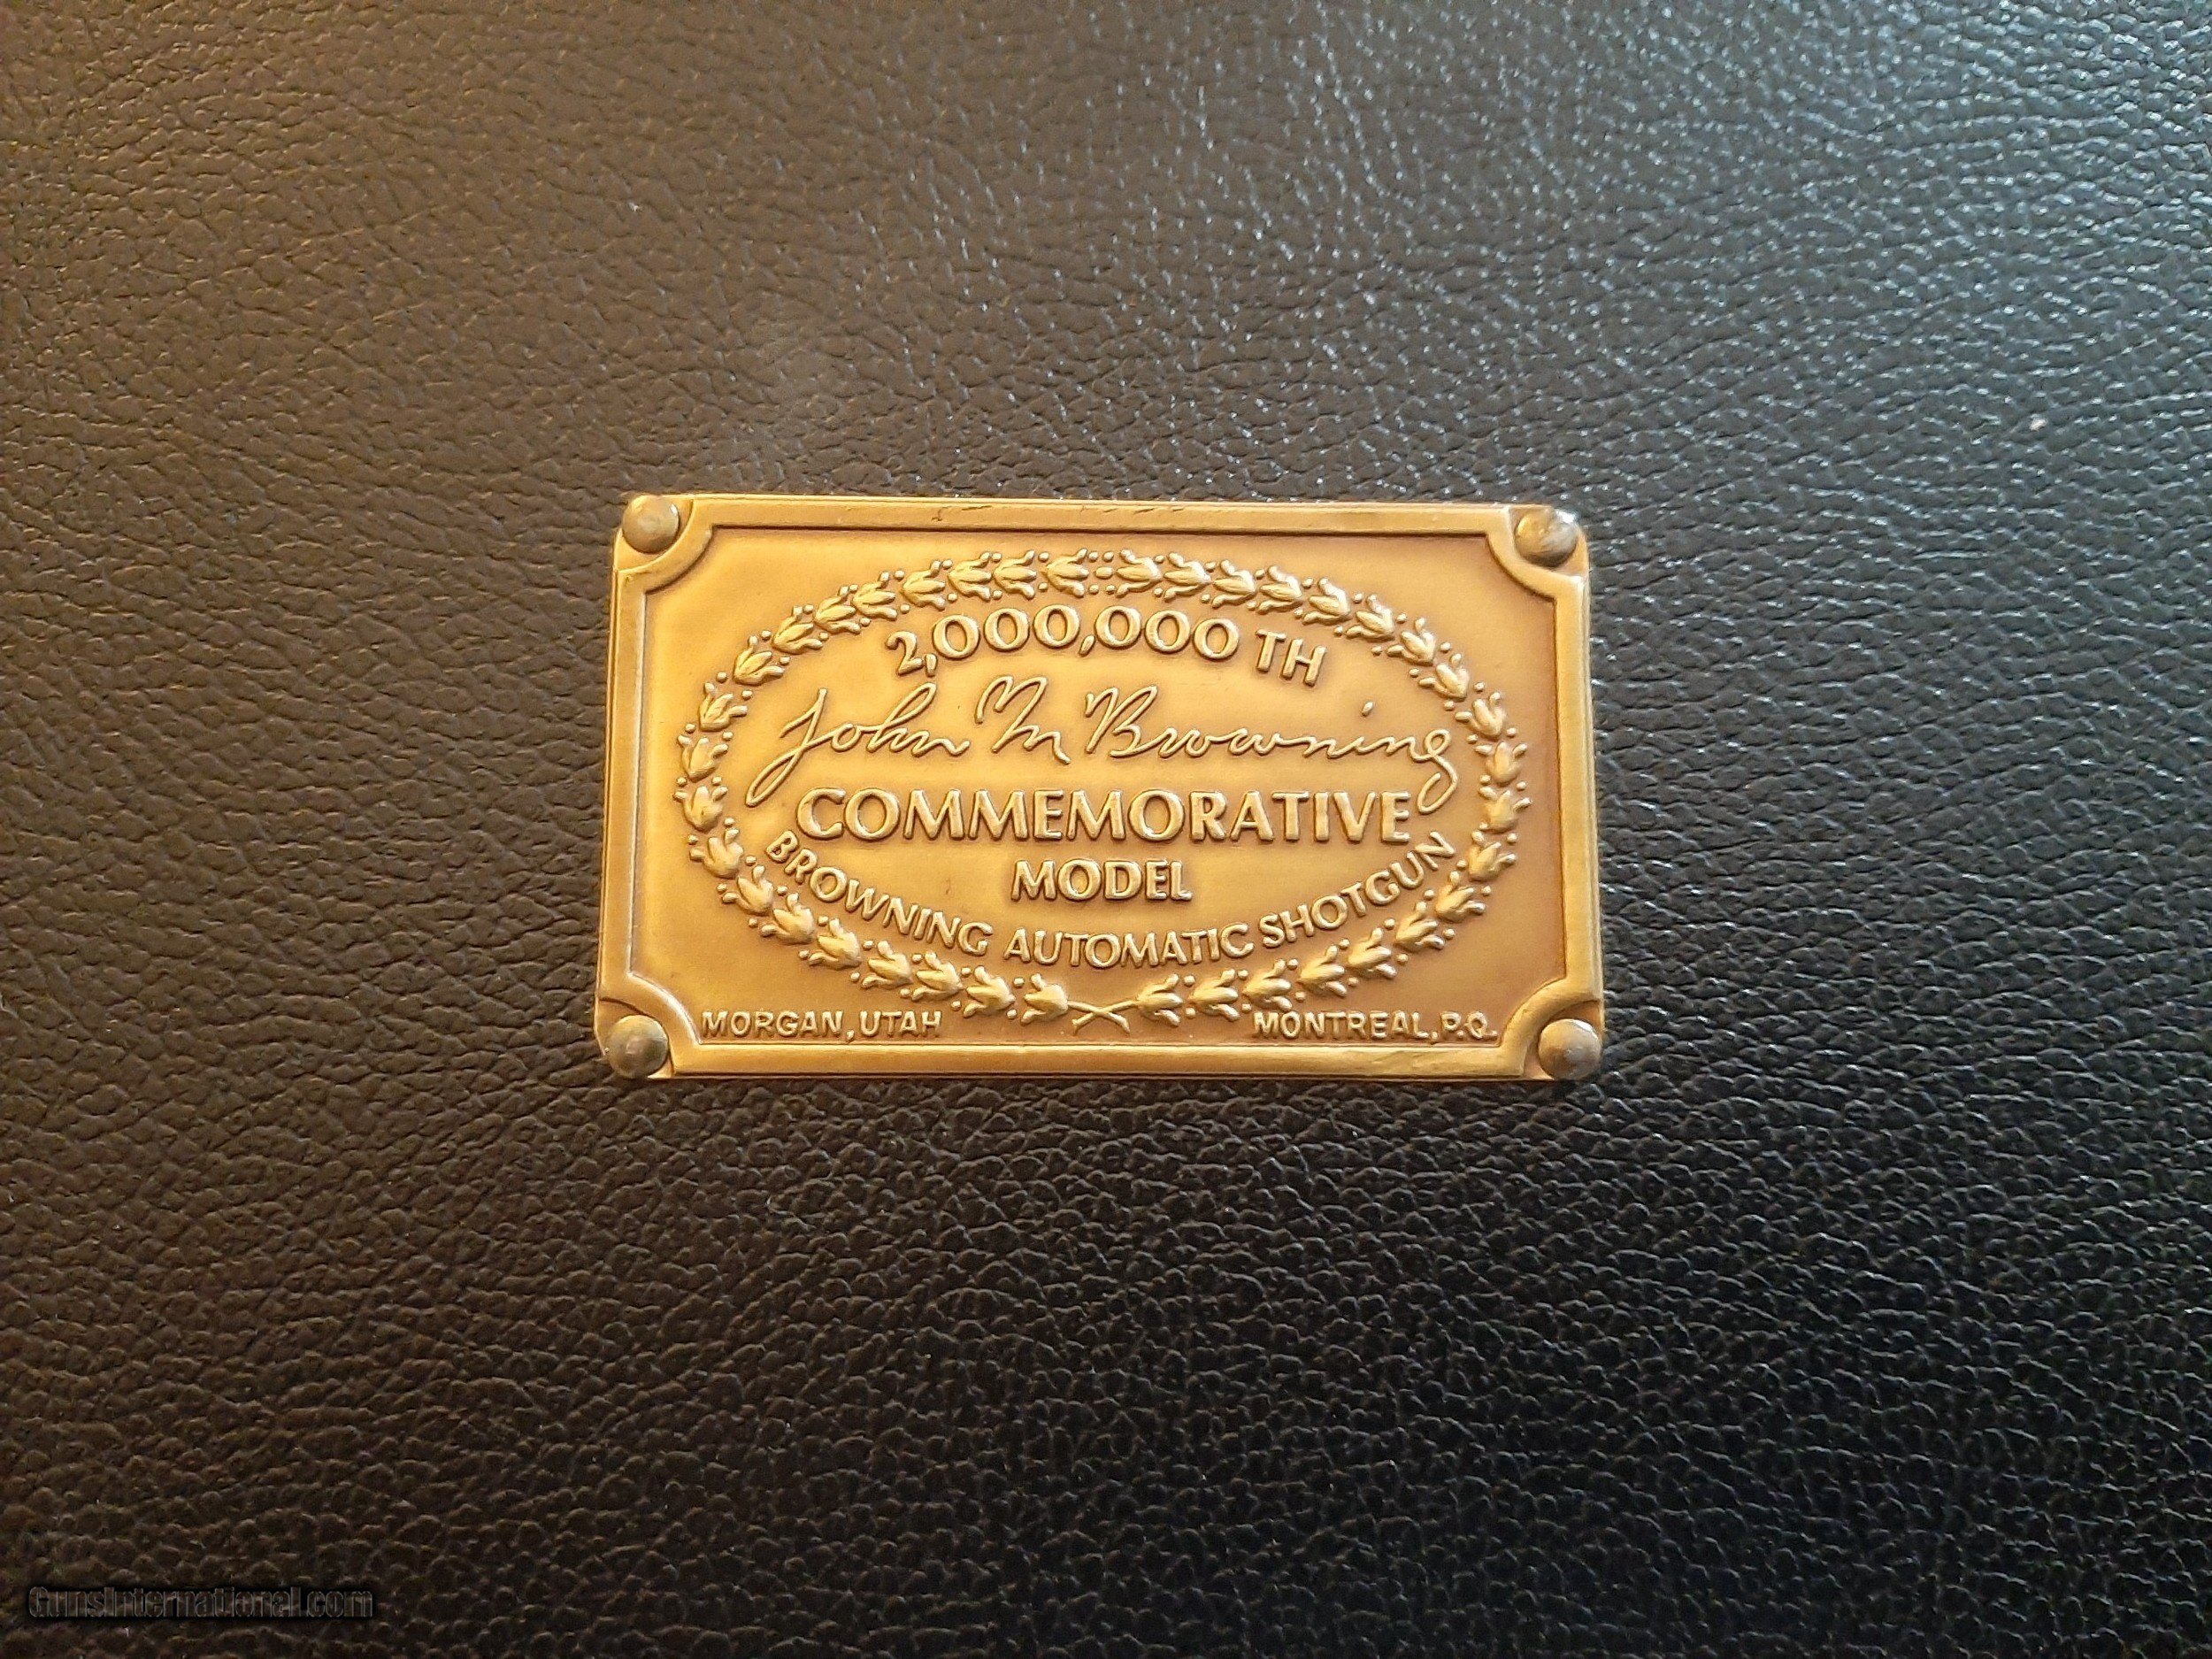 2,000,000 TH
John M Browning
COMMEMORATIVE
MODEL
BROWNING AUTOMATIC SHOTGUN
MORGAN, UTAH
MONTREAL, P.Q.
GunsInternational.com